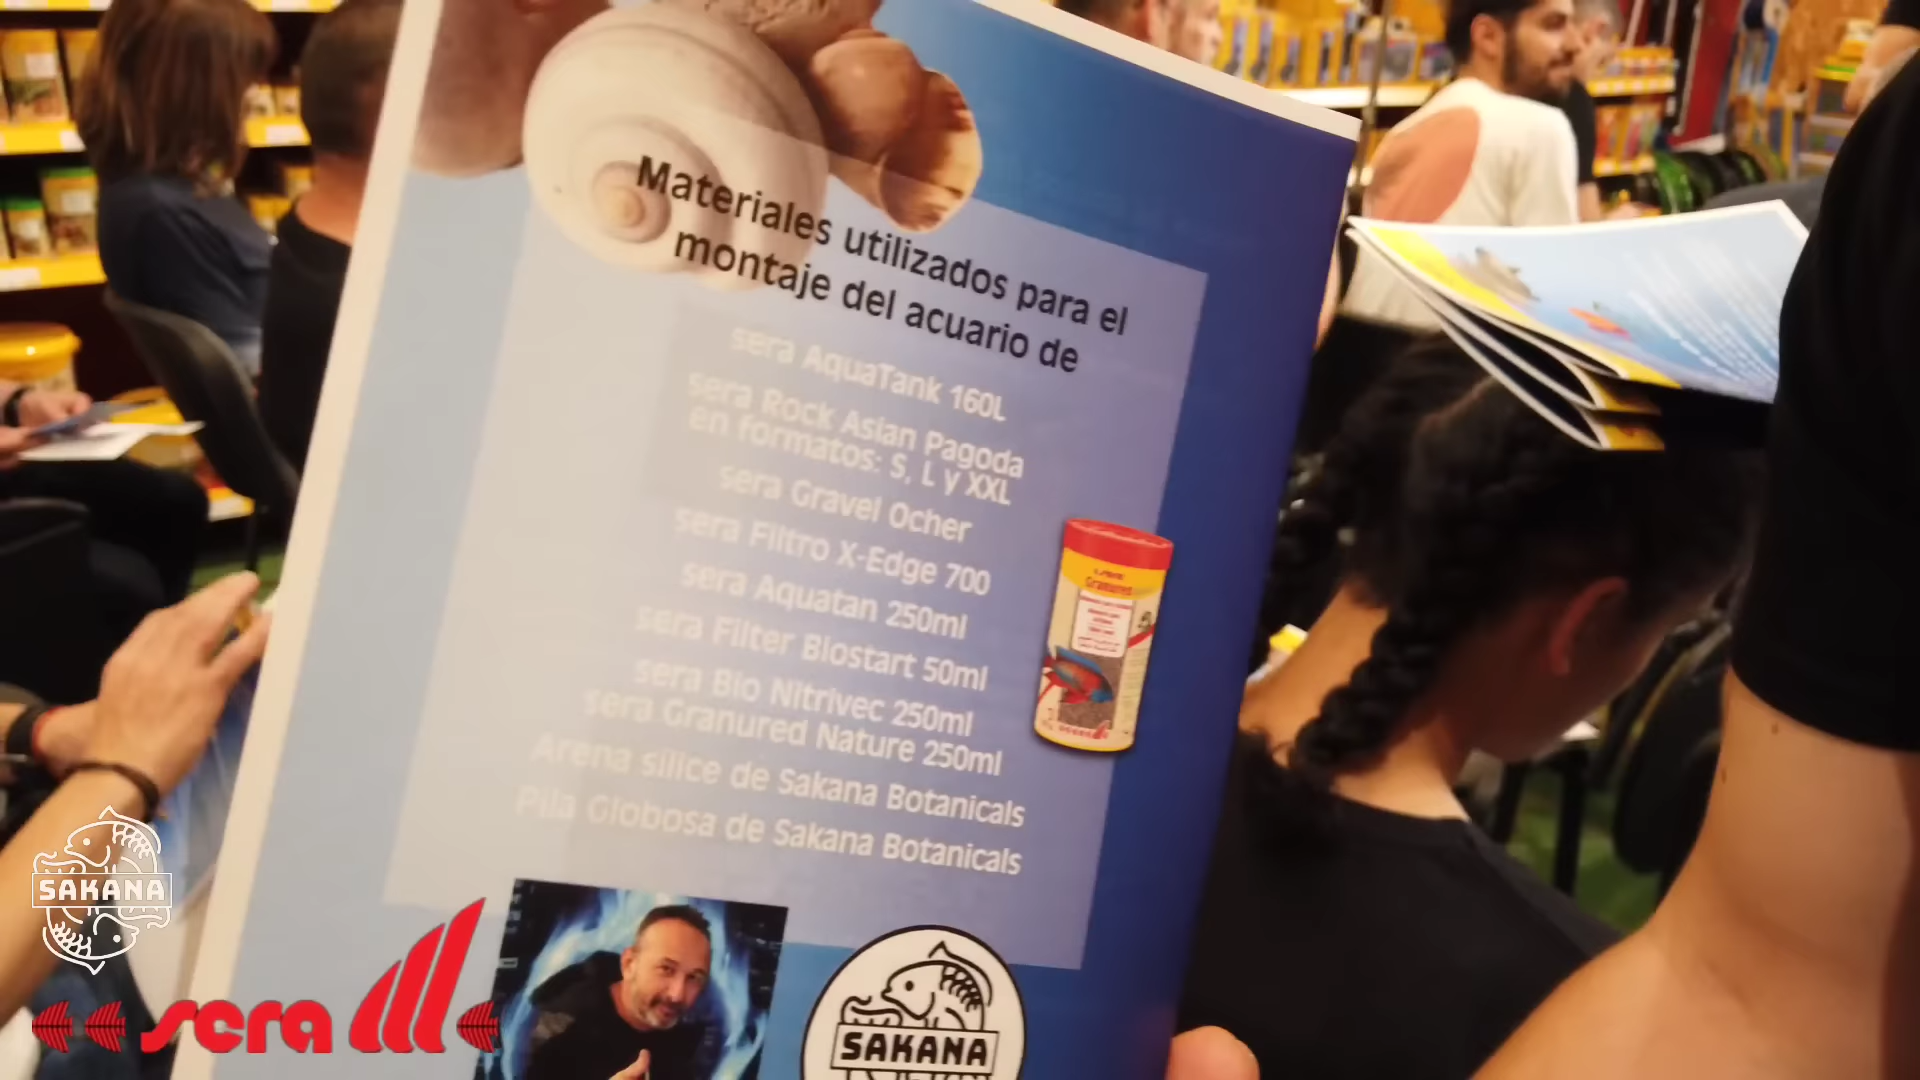 Materiales utilizados para el
montaje del acuario de
sera AquaTank 160L
sera Rock Asian Pagoda
en formatos: S, L y XXL
sera Gravel Ocher
sera Filtro X-Edge 700
sera Aquatan 250ml
sera Filter Biostart 50ml
sera Bio Nitrivec 250ml
sera Granured Nature 250ml
Arena silice de Sakana Botanicals
Pila Globosa de Sakana Botanicals
sera
Granured
SAKANA
SAKANA
sera